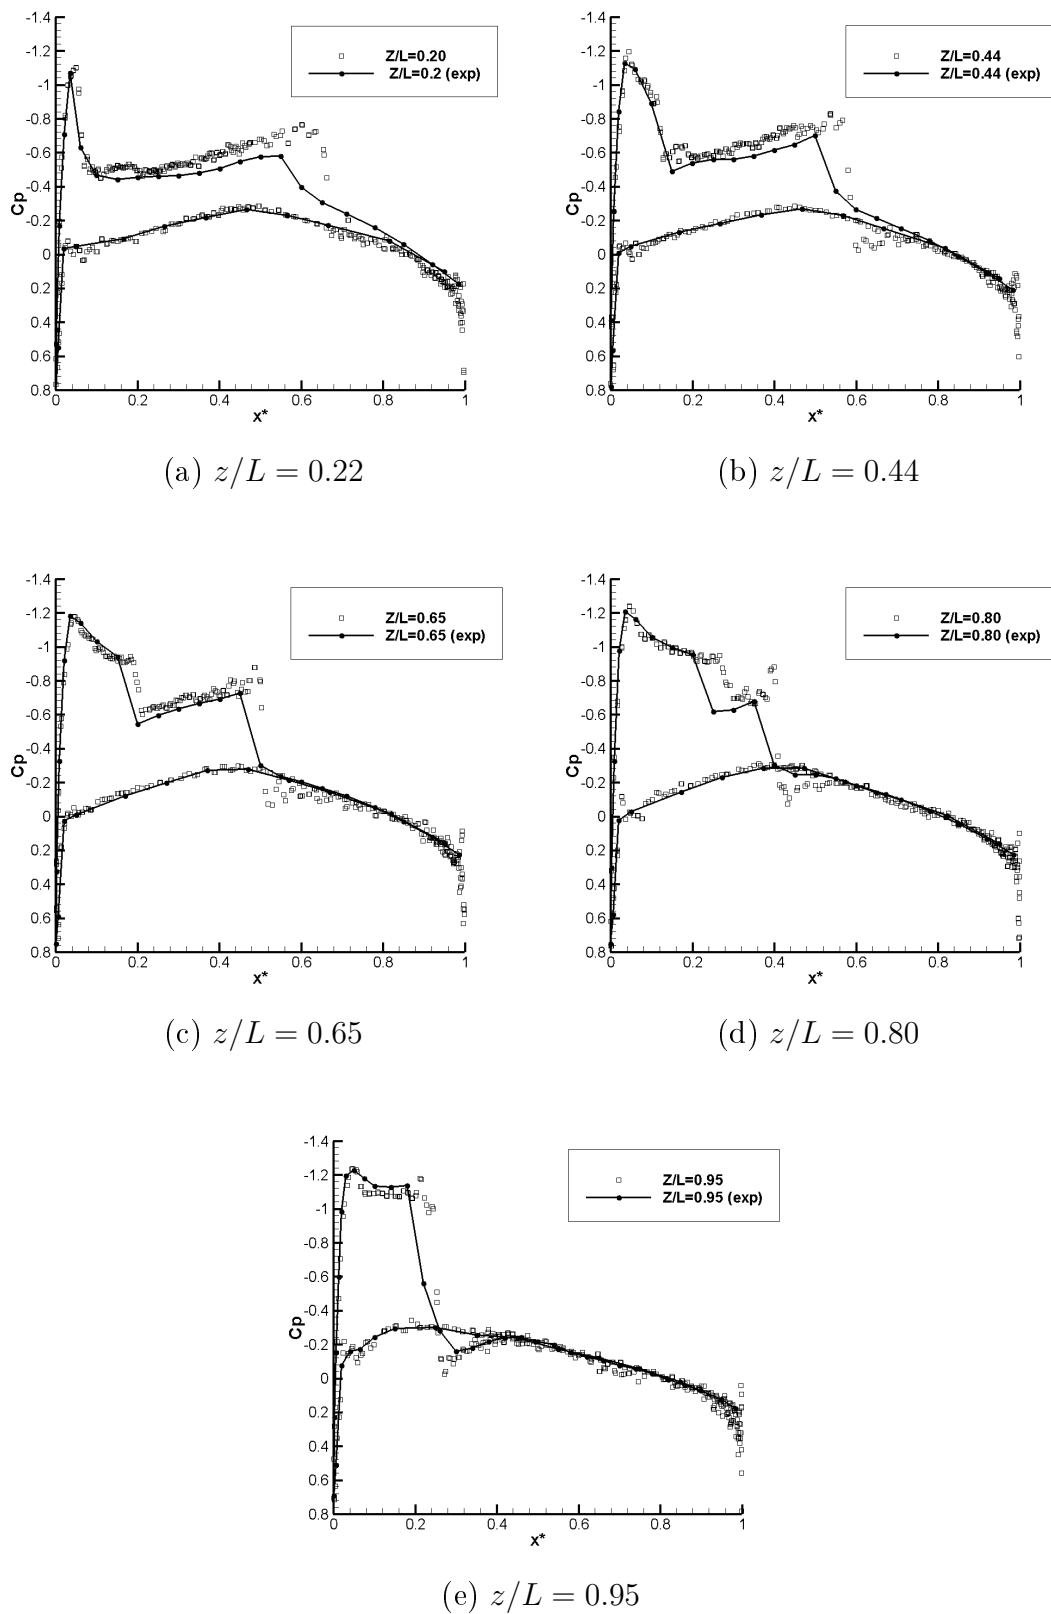 -1.4
-1.2
-1
-0.8
-0.6
-0.4
-0.2
0
0.2
0.4
0.6
0.8
Cp
0 0.2 0.4 0.6 0.8 1
x*
Z/L=0.20
Z/L=0.2 (exp)
(a) z/L = 0.22
-1.4
-1.2
-1
-0.8
-0.6
-0.4
-0.2
0
0.2
0.4
0.6
0.8
Cp
0 0.2 0.4 0.6 0.8 1
x*
Z/L=0.44
Z/L=0.44 (exp)
(b) z/L = 0.44
-1.4
-1.2
-1
-0.8
-0.6
-0.4
-0.2
0
0.2
0.4
0.6
0.8
Cp
0 0.2 0.4 0.6 0.8 1
x*
Z/L=0.65
Z/L=0.65 (exp)
(c) z/L = 0.65
-1.4
-1.2
-1
-0.8
-0.6
-0.4
-0.2
0
0.2
0.4
0.6
0.8
Cp
0 0.2 0.4 0.6 0.8 1
x*
Z/L=0.80
Z/L=0.80 (exp)
(d) z/L = 0.80
-1.4
-1.2
-1
-0.8
-0.6
-0.4
-0.2
0
0.2
0.4
0.6
0.8
Cp
0 0.2 0.4 0.6 0.8 1
x*
Z/L=0.95
Z/L=0.95 (exp)
(e) z/L = 0.95